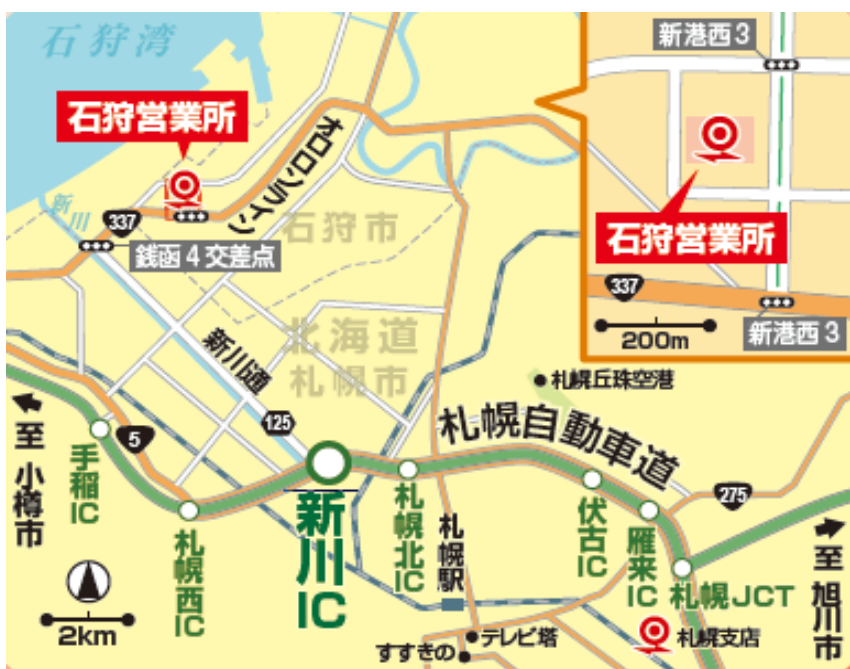 石狩湾
石狩営業所
オロロンライン
新川
337
銭函4交差点
石狩市
北海道
札幌市
新川通
125
札幌丘珠空港
札幌自動車道
至 小樽市
5
手稲IC
札幌西IC
新川IC
札幌北IC
札幌駅
伏古IC
雁来IC
275
札幌JCT
至 旭川市
2km
テレビ塔
すすきの
札幌支店
新港西3
石狩営業所
337
200m
新港西3